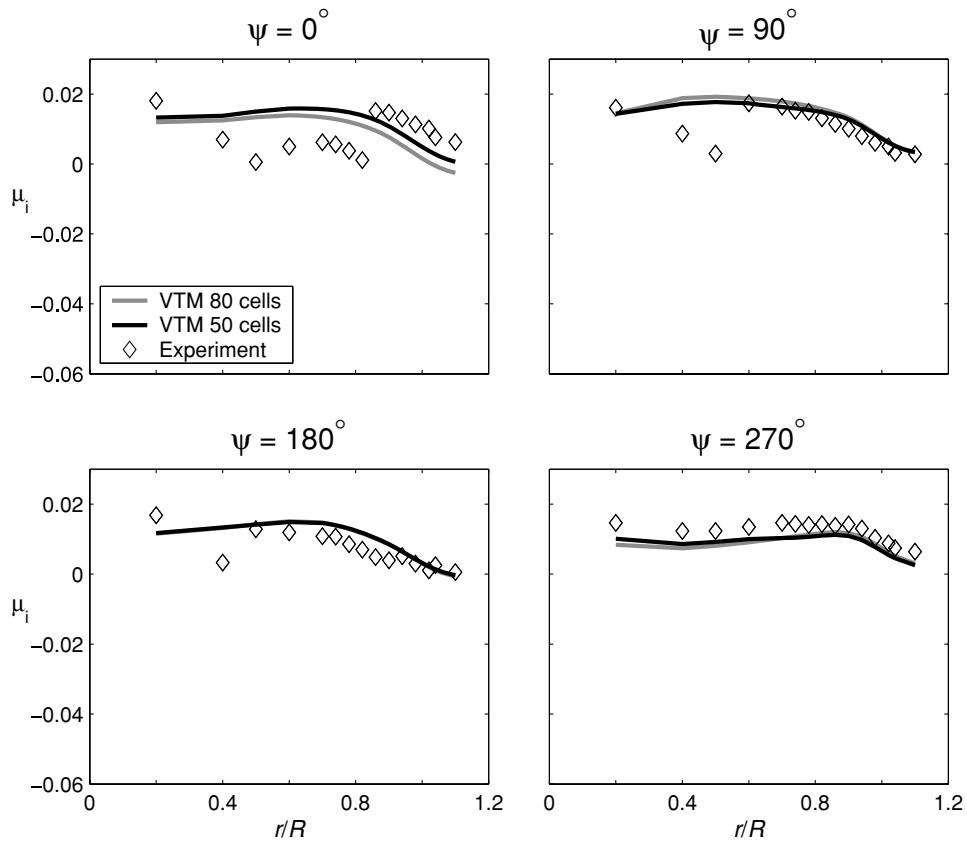 ψ = 0°
ψ = 90°
0.02
0
μi
−0.02
−0.04
−0.06
VTM 80 cells
VTM 50 cells
Experiment
ψ = 180°
ψ = 270°
0.02
0
μi
−0.02
−0.04
−0.06
0 0.4 0.8 1.2
0 0.4 0.8 1.2
r/R
r/R